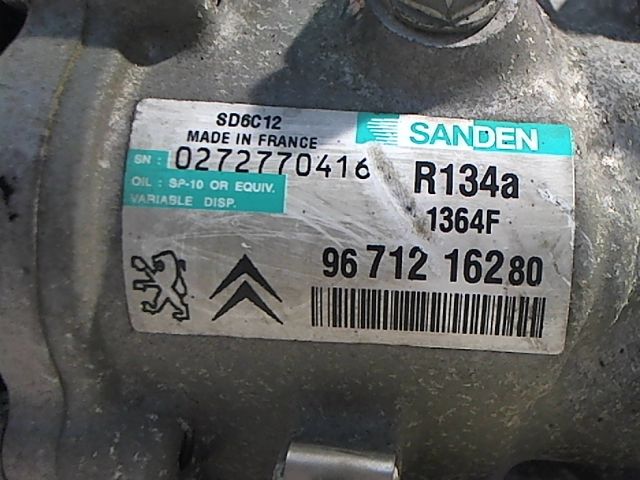 SD6C12
MADE IN FRANCE
SANDEN
SN: 0272770416
R134a
OIL: SP-10 OR EQUIV.
VARIABLE DISP.
1364F
96 712 162 80